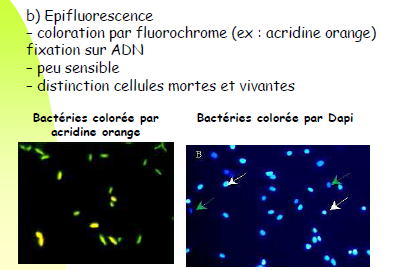 b) Epifluorescence
- coloration par fluorochrome (ex : acridine orange)
fixation sur ADN
- peu sensible
- distinction cellules mortes et vivantes
Bactéries colorée par
acridine orange
Bactéries colorée par Dapi
B